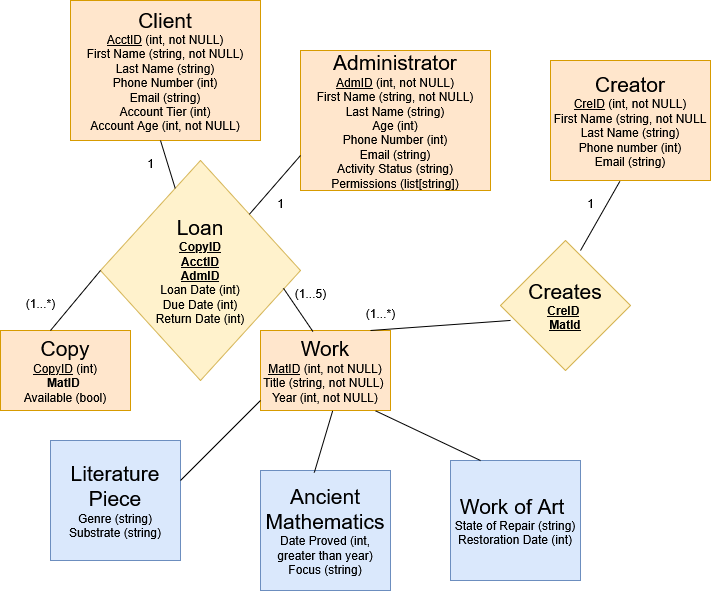 Client
AcctID (int, not NULL)
First Name (string, not NULL)
Last Name (string)
Phone Number (int)
Email (string)
Account Tier (int)
Account Age (int, not NULL)
Administrator
AdmID (int, not NULL)
First Name (string, not NULL)
Last Name (string)
Age (int)
Phone Number (int)
Email (string)
Activity Status (string)
Permissions (list[string])
Creator
CreID (int, not NULL)
First Name (string, not NULL
Last Name (string)
Phone number (int)
Email (string)
1
1
1
Loan
CopyID
AcctID
AdmID
Loan Date (int)
Due Date (int)
Return Date (int)
Creates
CreID
MatId
(1...*)
(1...5)
(1...*)
Copy
CopyID (int)
MatID
Available (bool)
Work
MatID (int, not NULL)
Title (string, not NULL)
Year (int, not NULL)
Literature
Piece
Genre (string)
Substrate (string)
Ancient
Mathematics
Date Proved (int,
greater than year)
Focus (string)
Work of Art
State of Repair (string)
Restoration Date (int)